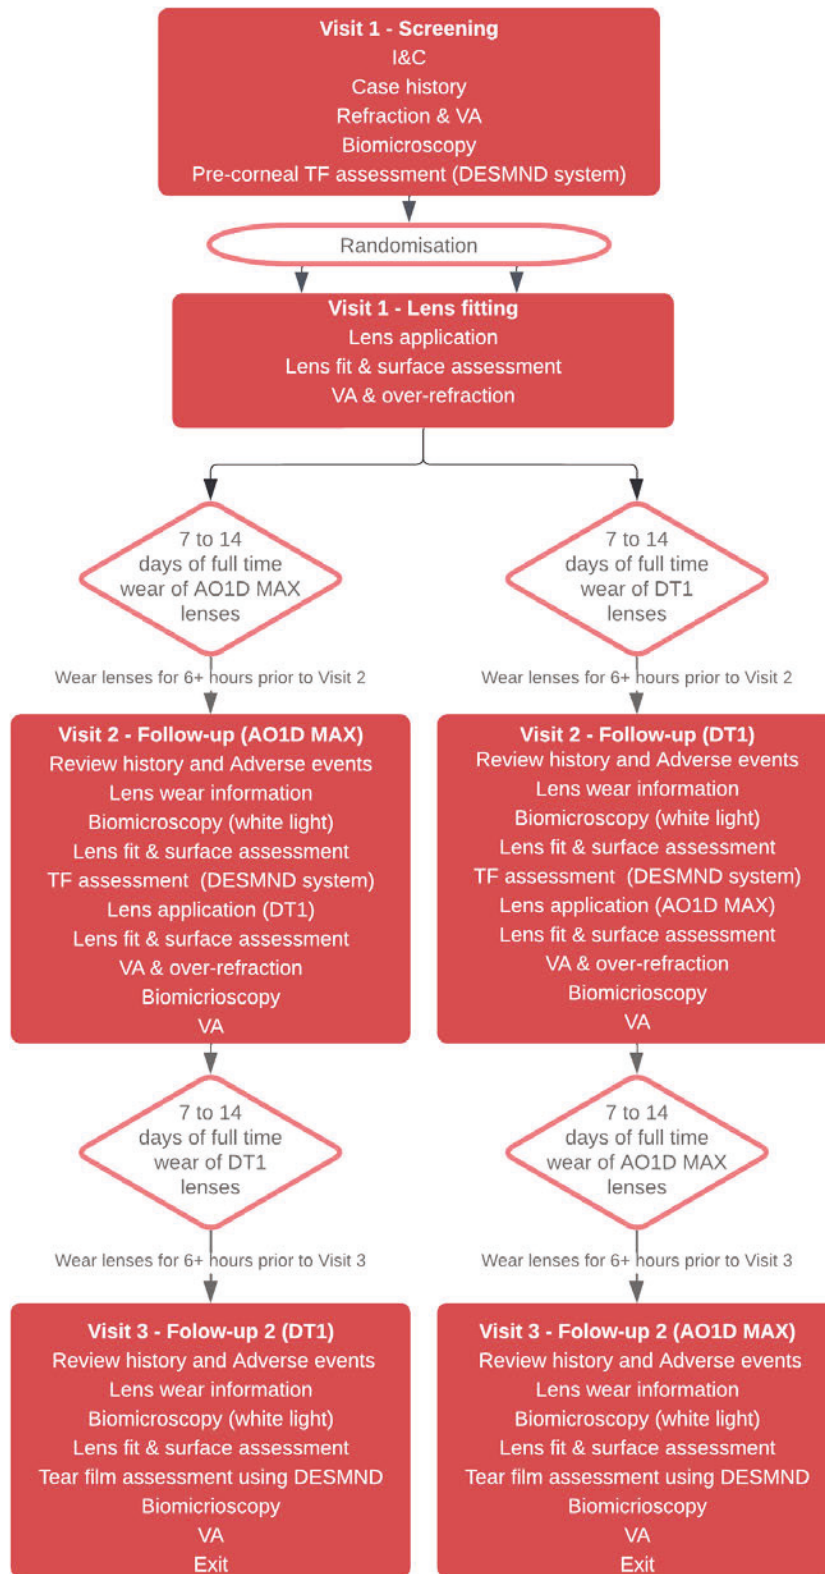 Visit 1 - Screening
I&C
Case history
Refraction & VA
Biomicroscopy
Pre-corneal TF assessment (DESMND system)
Randomisation
Visit 1 - Lens fitting
Lens application
Lens fit & surface assessment
VA & over-refraction
7 to 14
days of full time
wear of AO1D MAX
lenses
7 to 14
days of full time
wear of DT1
lenses
Wear lenses for 6+ hours prior to Visit 2
Wear lenses for 6+ hours prior to Visit 2
Visit 2 - Follow-up (AO1D MAX)
Review history and Adverse events
Lens wear information
Biomicroscopy (white light)
Lens fit & surface assessment
TF assessment (DESMND system)
Lens application (DT1)
Lens fit & surface assessment
VA & over-refraction
Biomicrioscopy
VA
Visit 2 - Follow-up (DT1)
Review history and Adverse events
Lens wear information
Biomicroscopy (white light)
Lens fit & surface assessment
TF assessment (DESMND system)
Lens application (AO1D MAX)
Lens fit & surface assessment
VA & over-refraction
Biomicrioscopy
VA
7 to 14
days of full time
wear of DT1
lenses
7 to 14
days of full time
wear of AO1D MAX
lenses
Wear lenses for 6+ hours prior to Visit 3
Wear lenses for 6+ hours prior to Visit 3
Visit 3 - Folow-up 2 (DT1)
Review history and Adverse events
Lens wear information
Biomicroscopy (white light)
Lens fit & surface assessment
Tear film assessment using DESMND
Biomicrioscopy
VA
Exit
Visit 3 - Folow-up 2 (AO1D MAX)
Review history and Adverse events
Lens wear information
Biomicroscopy (white light)
Lens fit & surface assessment
Tear film assessment using DESMND
Biomicrioscopy
VA
Exit